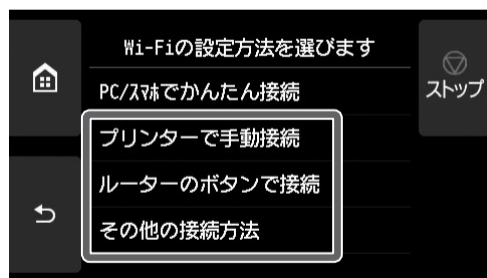 Wi-Fiの設定方法を選びます
PC/ｽﾏﾎでかんたん接続
ストップ
プリンターで手動接続
ルーターのボタンで接続
その他の接続方法